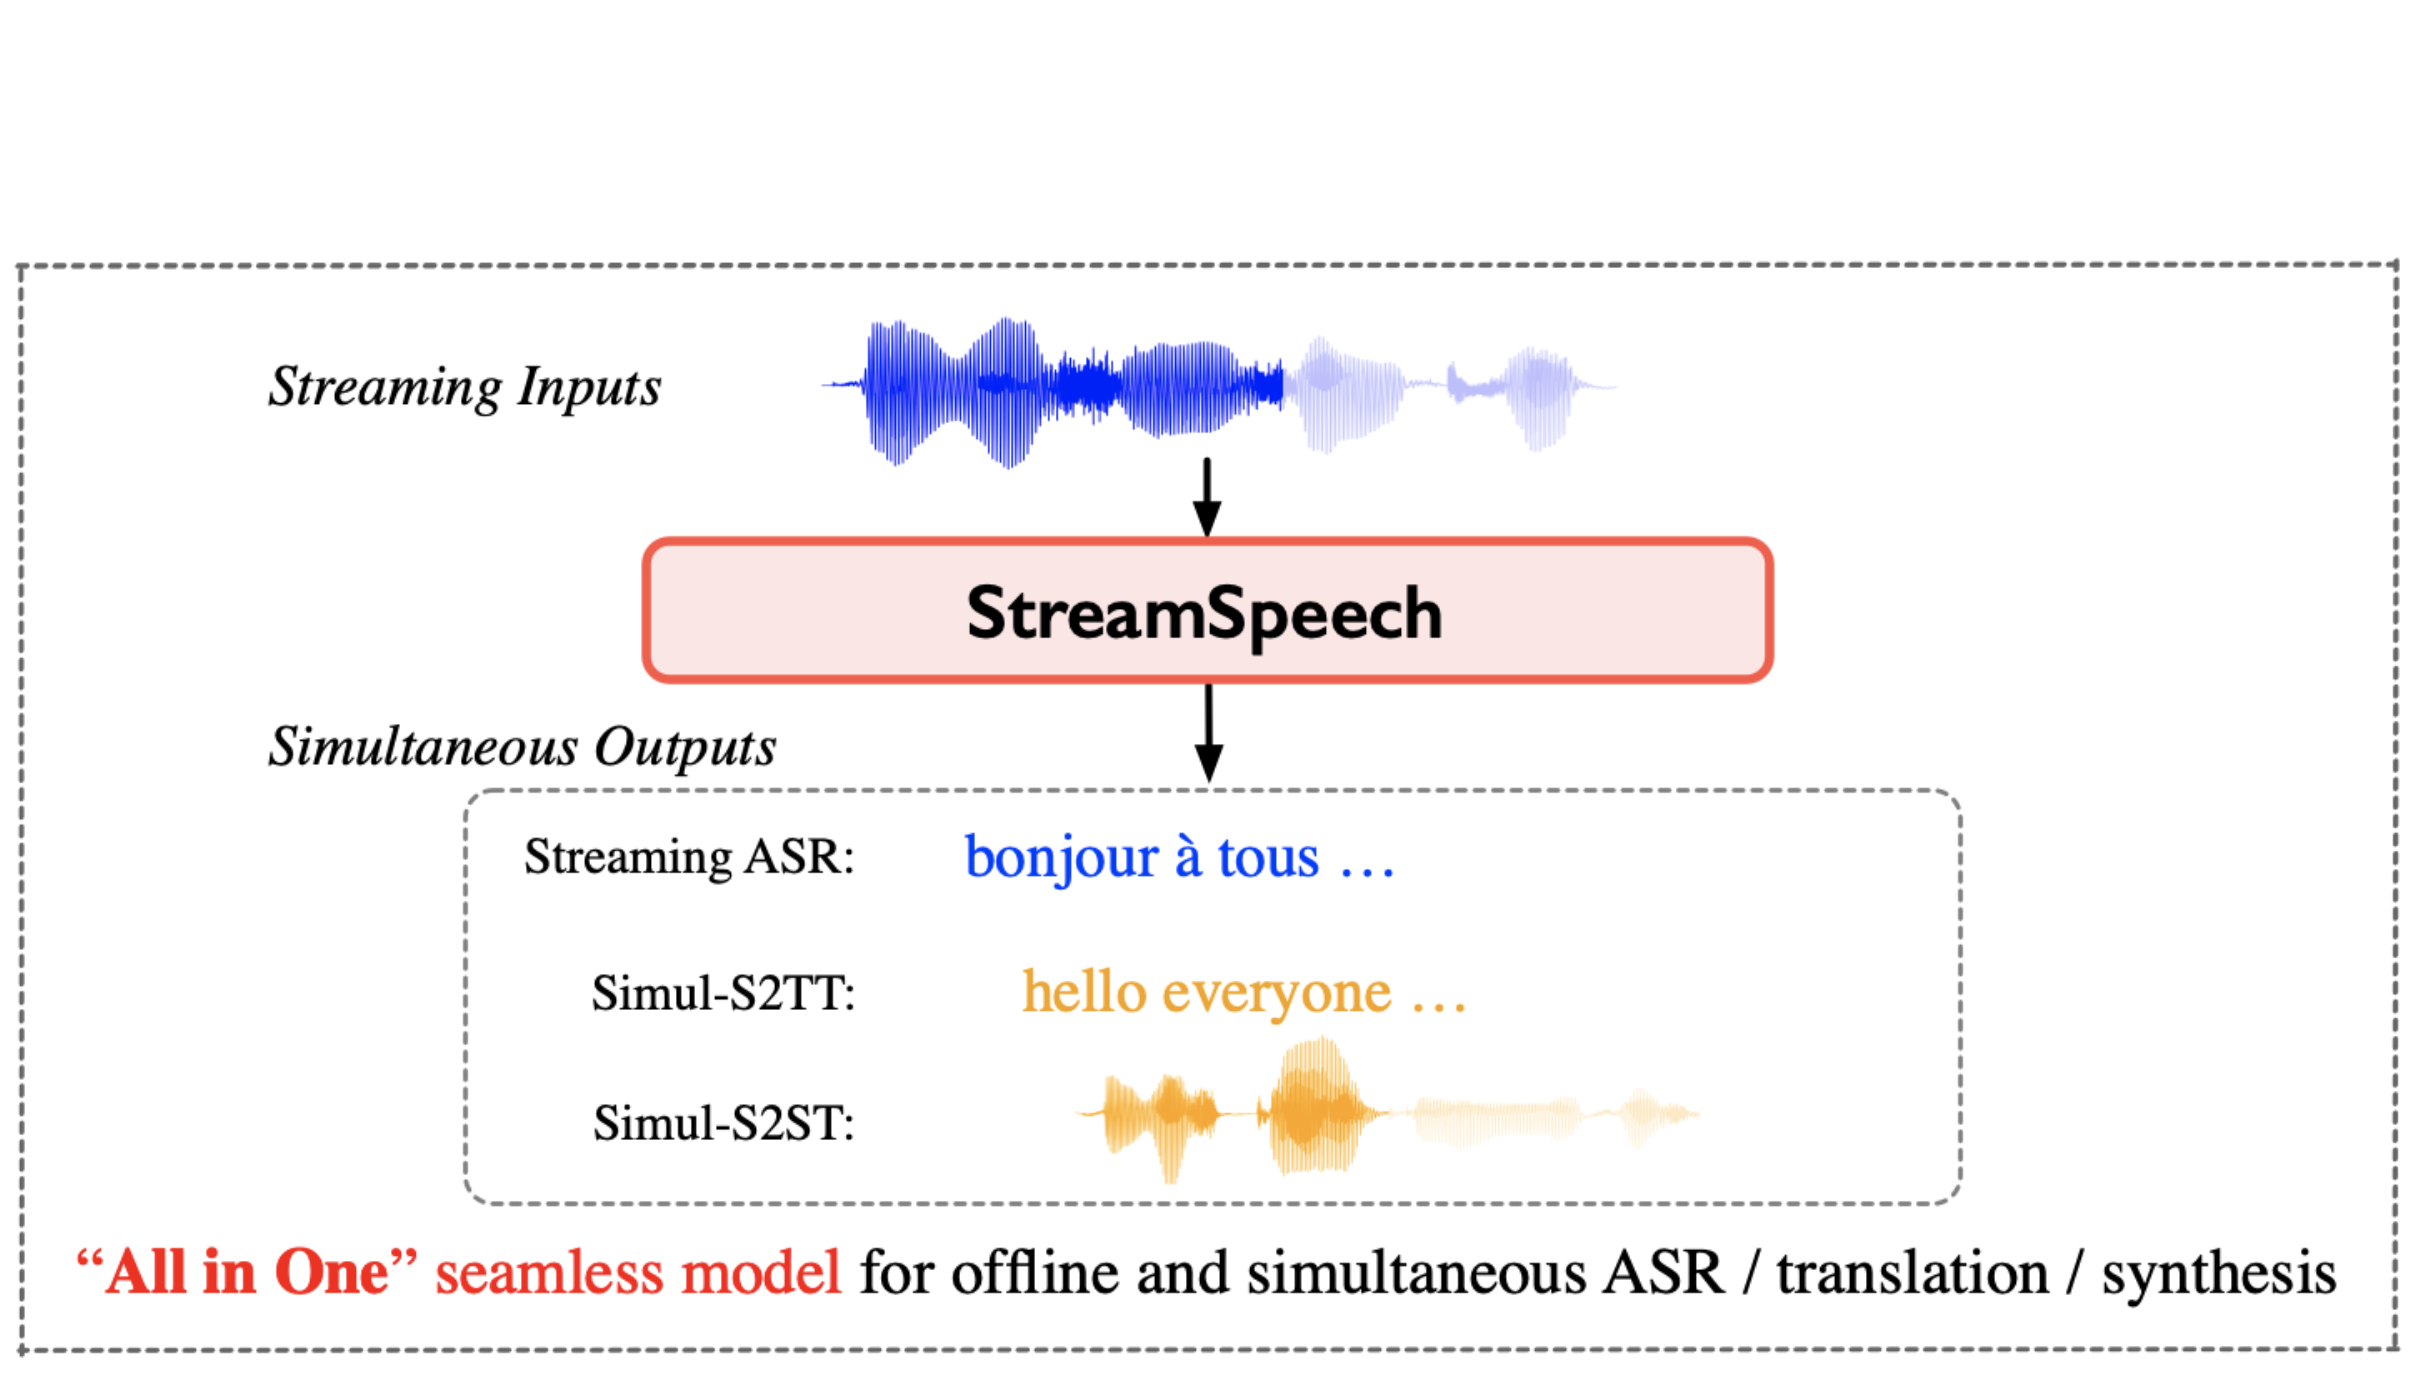 Streaming Inputs
StreamSpeech
Simultaneous Outputs
Streaming ASR: bonjour à tous …
Simul-S2TT: hello everyone …
Simul-S2ST:
“All in One” seamless model for offline and simultaneous ASR / translation / synthesis